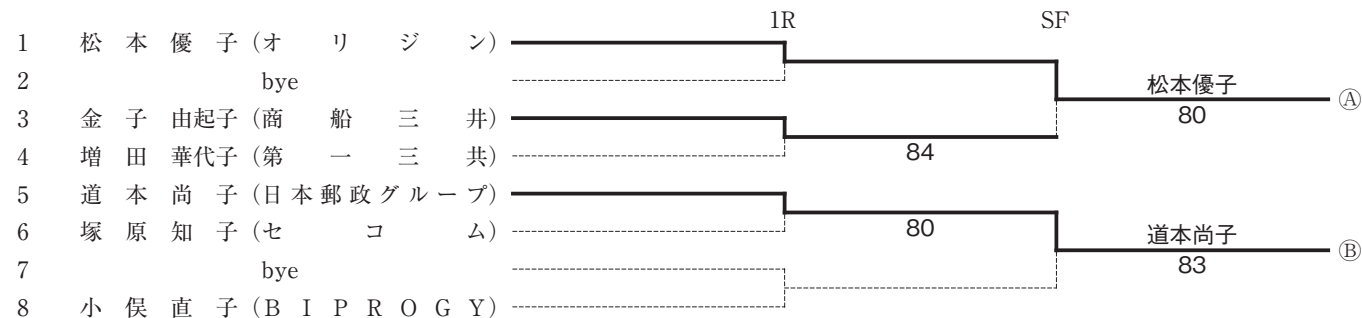 1R SF
1 松本優子(オリジン)
2 bye
松本優子 Ⓐ
80
3 金子由起子(商船三井)
4 増田華代子(第一三共)
84
5 道本尚子(日本郵政グループ)
6 塚原知子(セコム)
80
道本尚子 Ⓑ
83
7 bye
8 小俣直子(BIPROGY)